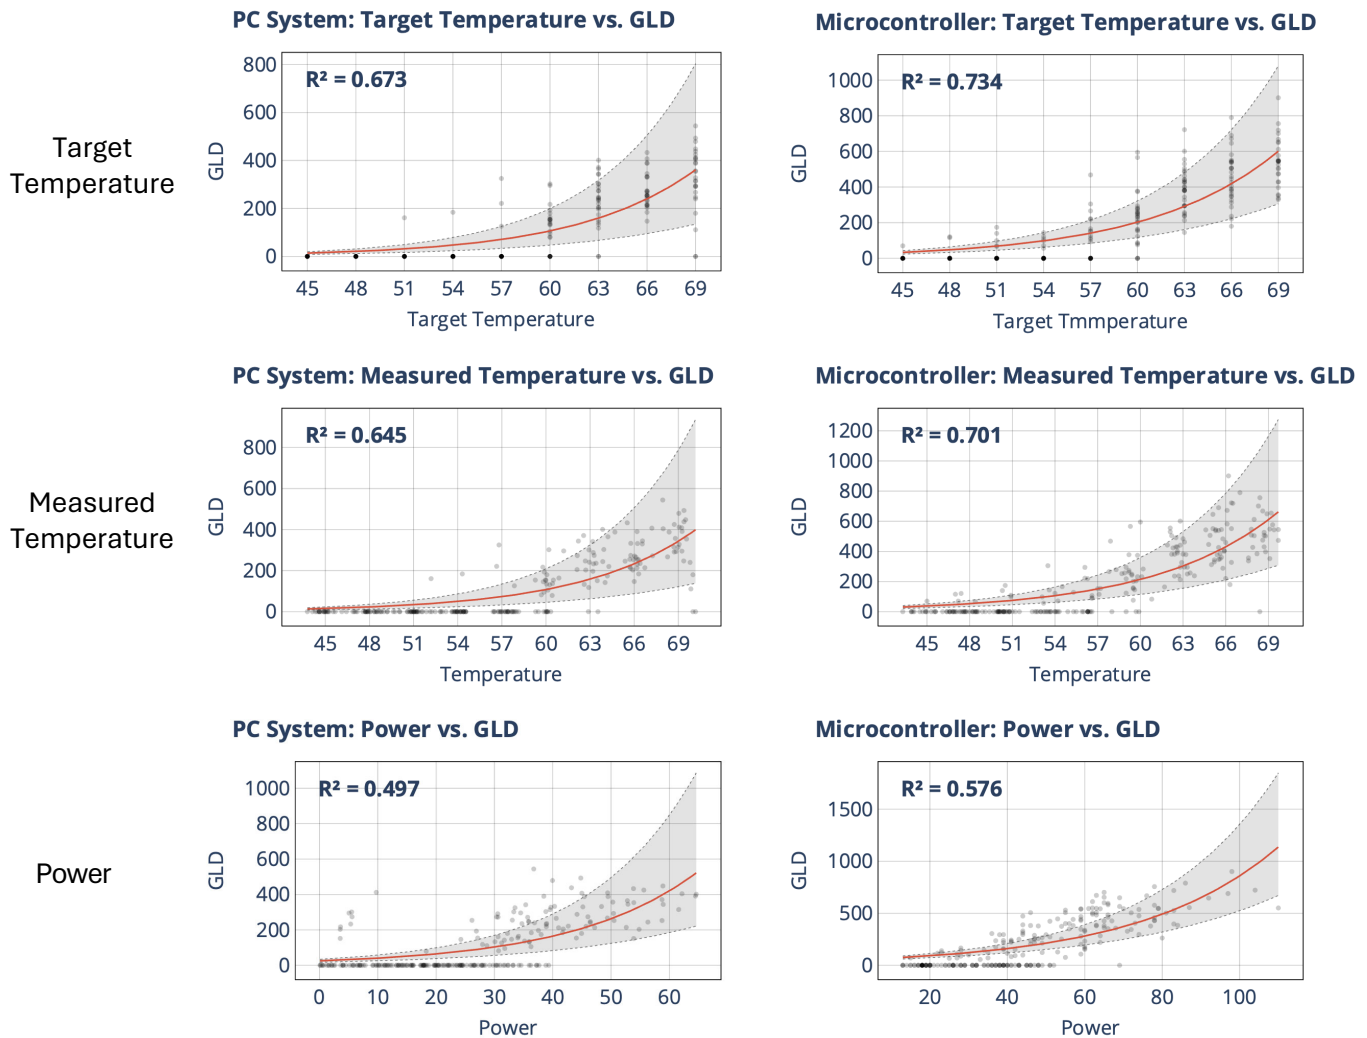 PC System: Target Temperature vs. GLD
Microcontroller: Target Temperature vs. GLD
Target
Temperature
R² = 0.673
GLD
800
600
400
200
0
45 48 51 54 57 60 63 66 69
Target Temperature
R² = 0.734
GLD
1000
800
600
400
200
0
45 48 51 54 57 60 63 66 69
Target Tmmperature
PC System: Measured Temperature vs. GLD
Microcontroller: Measured Temperature vs. GLD
Measured
Temperature
R² = 0.645
GLD
800
600
400
200
0
45 48 51 54 57 60 63 66 69
Temperature
R² = 0.701
GLD
1200
1000
800
600
400
200
0
45 48 51 54 57 60 63 66 69
Temperature
PC System: Power vs. GLD
Microcontroller: Power vs. GLD
Power
R² = 0.497
GLD
1000
800
600
400
200
0
0 10 20 30 40 50 60
Power
R² = 0.576
GLD
1500
1000
500
0
20 40 60 80 100
Power